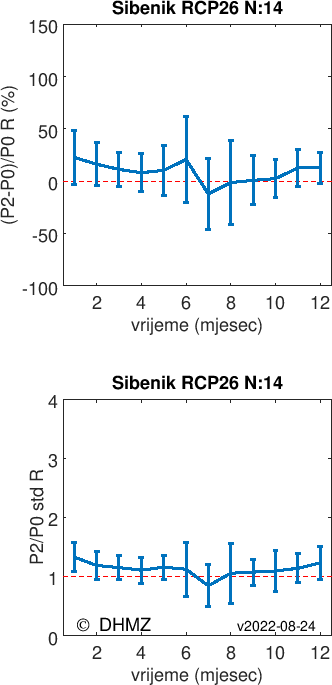 Sibenik RCP26 N:14
(P2-P0)/P0 R (%)
150
100
50
0
-50
-100
2 4 6 8 10 12
vrijeme (mjesec)
Sibenik RCP26 N:14
P2/P0 std R
4
3
2
1
0
© DHMZ
v2022-08-24
2 4 6 8 10 12
vrijeme (mjesec)